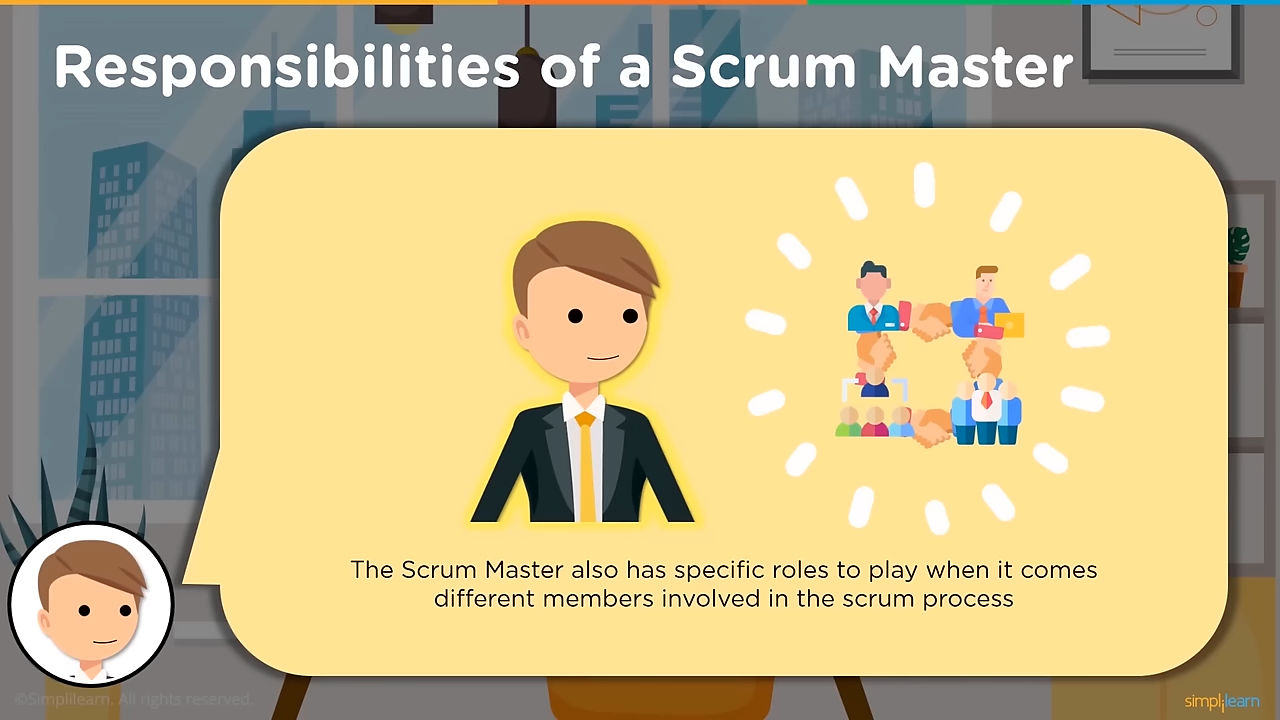 Responsibilities of a Scrum Master
The Scrum Master also has specific roles to play when it comes
different members involved in the scrum process
©Simplilearn. All rights reserved.
simplilearn